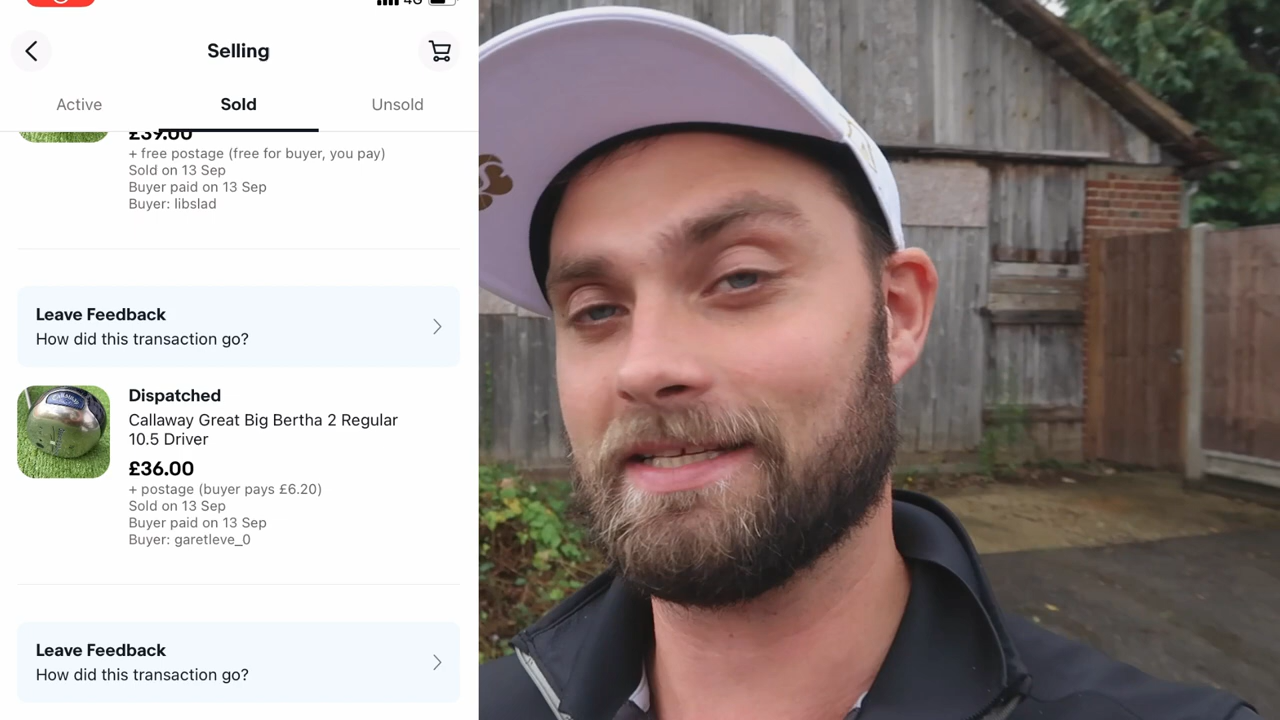 4G
Selling
Active
Sold
Unsold
£39.00
+ free postage (free for buyer, you pay)
Sold on 13 Sep
Buyer paid on 13 Sep
Buyer: libslad
Leave Feedback
How did this transaction go?
Dispatched
Callaway Great Big Bertha 2 Regular
10.5 Driver
£36.00
+ postage (buyer pays £6.20)
Sold on 13 Sep
Buyer paid on 13 Sep
Buyer: garetleve_0
Leave Feedback
How did this transaction go?